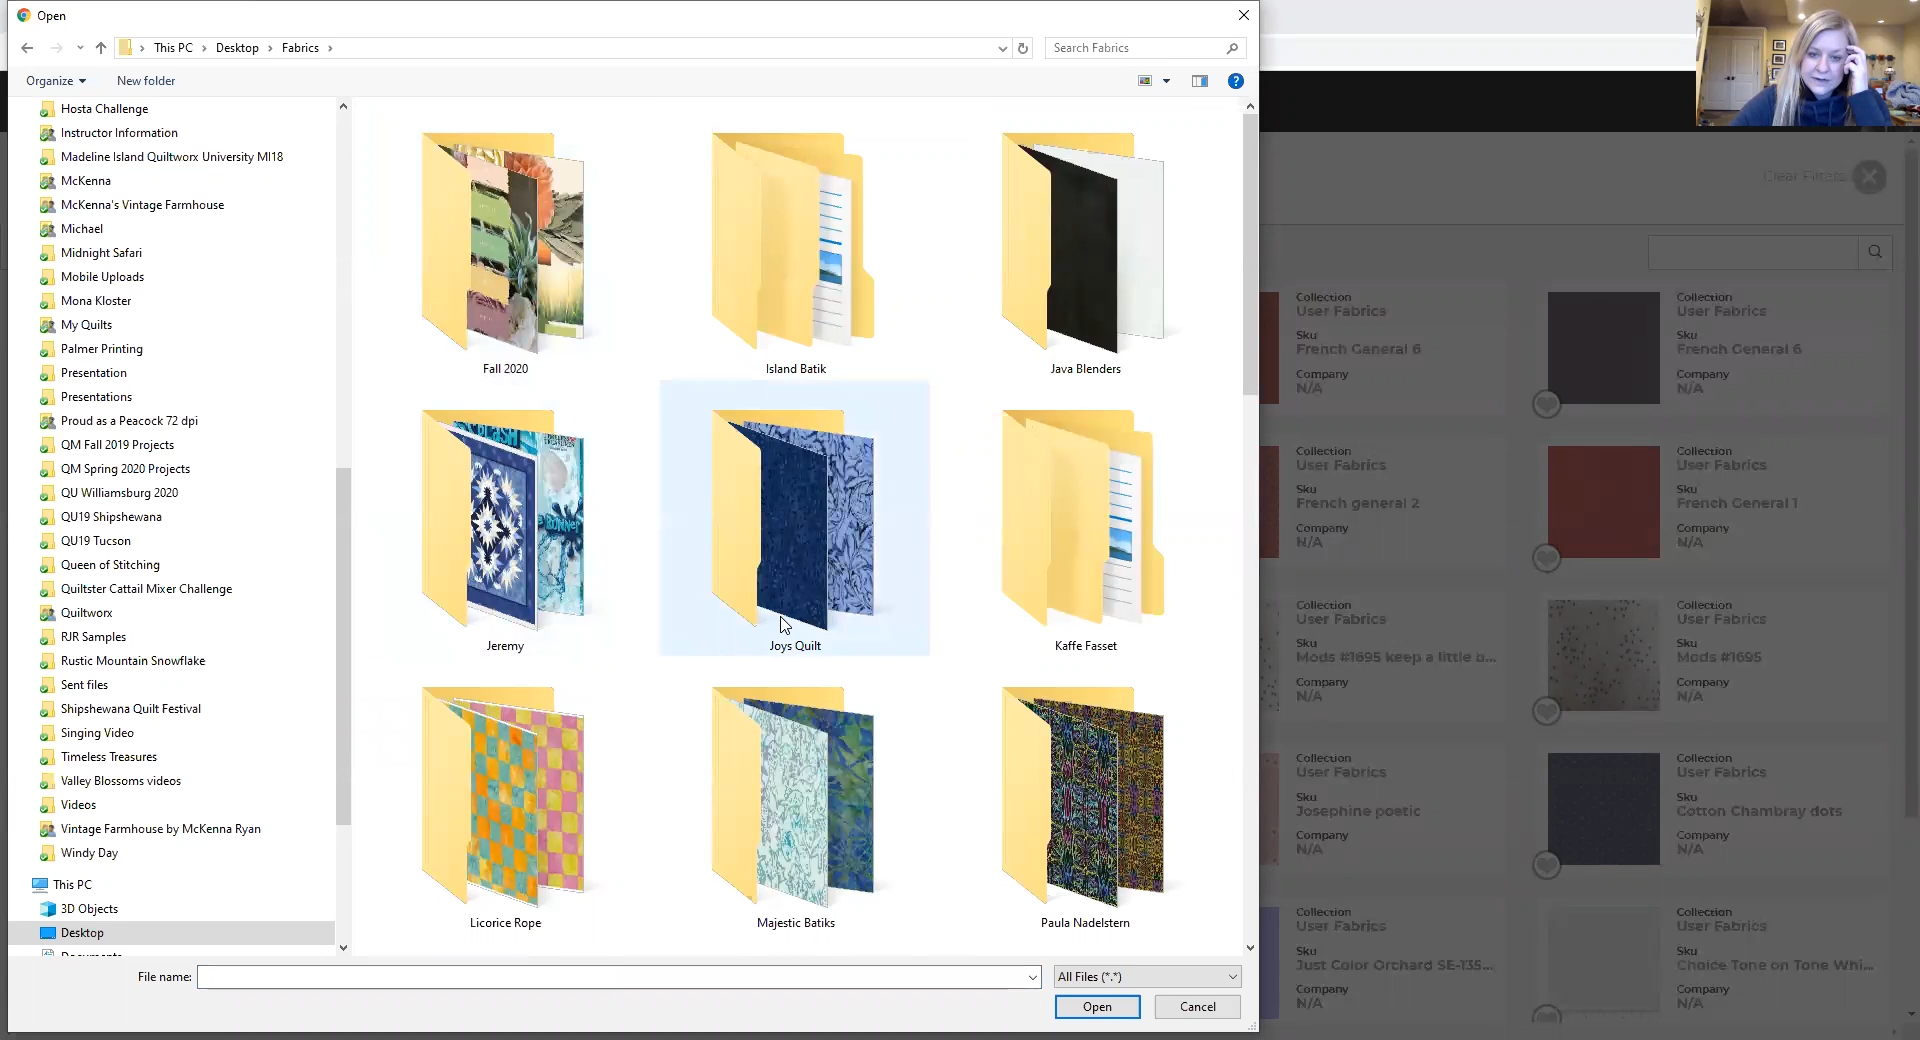 Open
This PC
Desktop
Fabrics
Search Fabrics
Organize
New folder
Hosta Challenge
Instructor Information
Madeline Island Quiltworx University MI18
McKenna
McKenna's Vintage Farmhouse
Michael
Midnight Safari
Mobile Uploads
Mona Kloster
My Quilts
Palmer Printing
Presentation
Presentations
Proud as a Peacock 72 dpi
QM Fall 2019 Projects
QM Spring 2020 Projects
QU Williamsburg 2020
QU19 Shipshewana
QU19 Tucson
Queen of Stitching
Quiltster Cattail Mixer Challenge
Quiltworx
RJR Samples
Rustic Mountain Snowflake
Sent files
Shipshewana Quilt Festival
Singing Video
Timeless Treasures
Valley Blossoms videos
Videos
Vintage Farmhouse by McKenna Ryan
Windy Day
This PC
3D Objects
Desktop
Documents
Fall 2020
Island Batik
Java Blenders
Jeremy
Joys Quilt
Kaffe Fasset
Licorice Rope
Majestic Batiks
Paula Nadelstern
File name:
All Files (*.*)
Open
Cancel
Clear Filters
Collection
User Fabrics
Sku
French General 6
Company
N/A
Collection
User Fabrics
Sku
French General 6
Company
N/A
Collection
User Fabrics
Sku
French general 2
Company
N/A
Collection
User Fabrics
Sku
French General 1
Company
N/A
Collection
User Fabrics
Sku
Mods #1695 keep a little b...
Company
N/A
Collection
User Fabrics
Sku
Mods #1695
Company
N/A
Collection
User Fabrics
Sku
Josephine poetic
Company
N/A
Collection
User Fabrics
Sku
Cotton Chambray dots
Company
N/A
Collection
User Fabrics
Sku
Just Color Orchard SE-135...
Company
N/A
Collection
User Fabrics
Sku
Choice Tone on Tone Whi...
Company
N/A